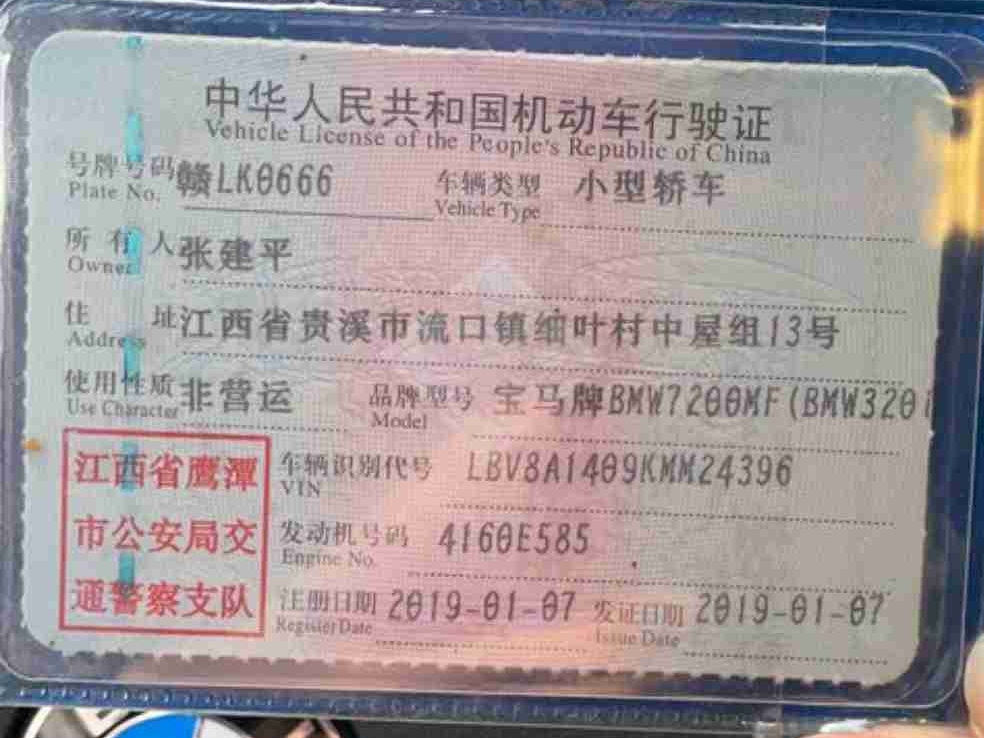 中华人民共和国机动车行驶证
Vehicle License of the People's Republic of China
号牌号码 赣LK0666 车辆类型 小型轿车
Plate No. Vehicle Type
所有人 张建平
Owner
住址 江西省贵溪市流口镇细叶村中屋组13号
Address
使用性质 非营运 品牌型号 宝马牌BMW7200MF(BMW320i
Use Character Model
江西省鹰潭 车辆识别代号 LBV8A1409KMM24396
VIN
市公安局交 发动机号码 4160E585
Engine No.
通警察支队 注册日期 2019-01-07 发证日期 2019-01-07
Register Date Issue Date